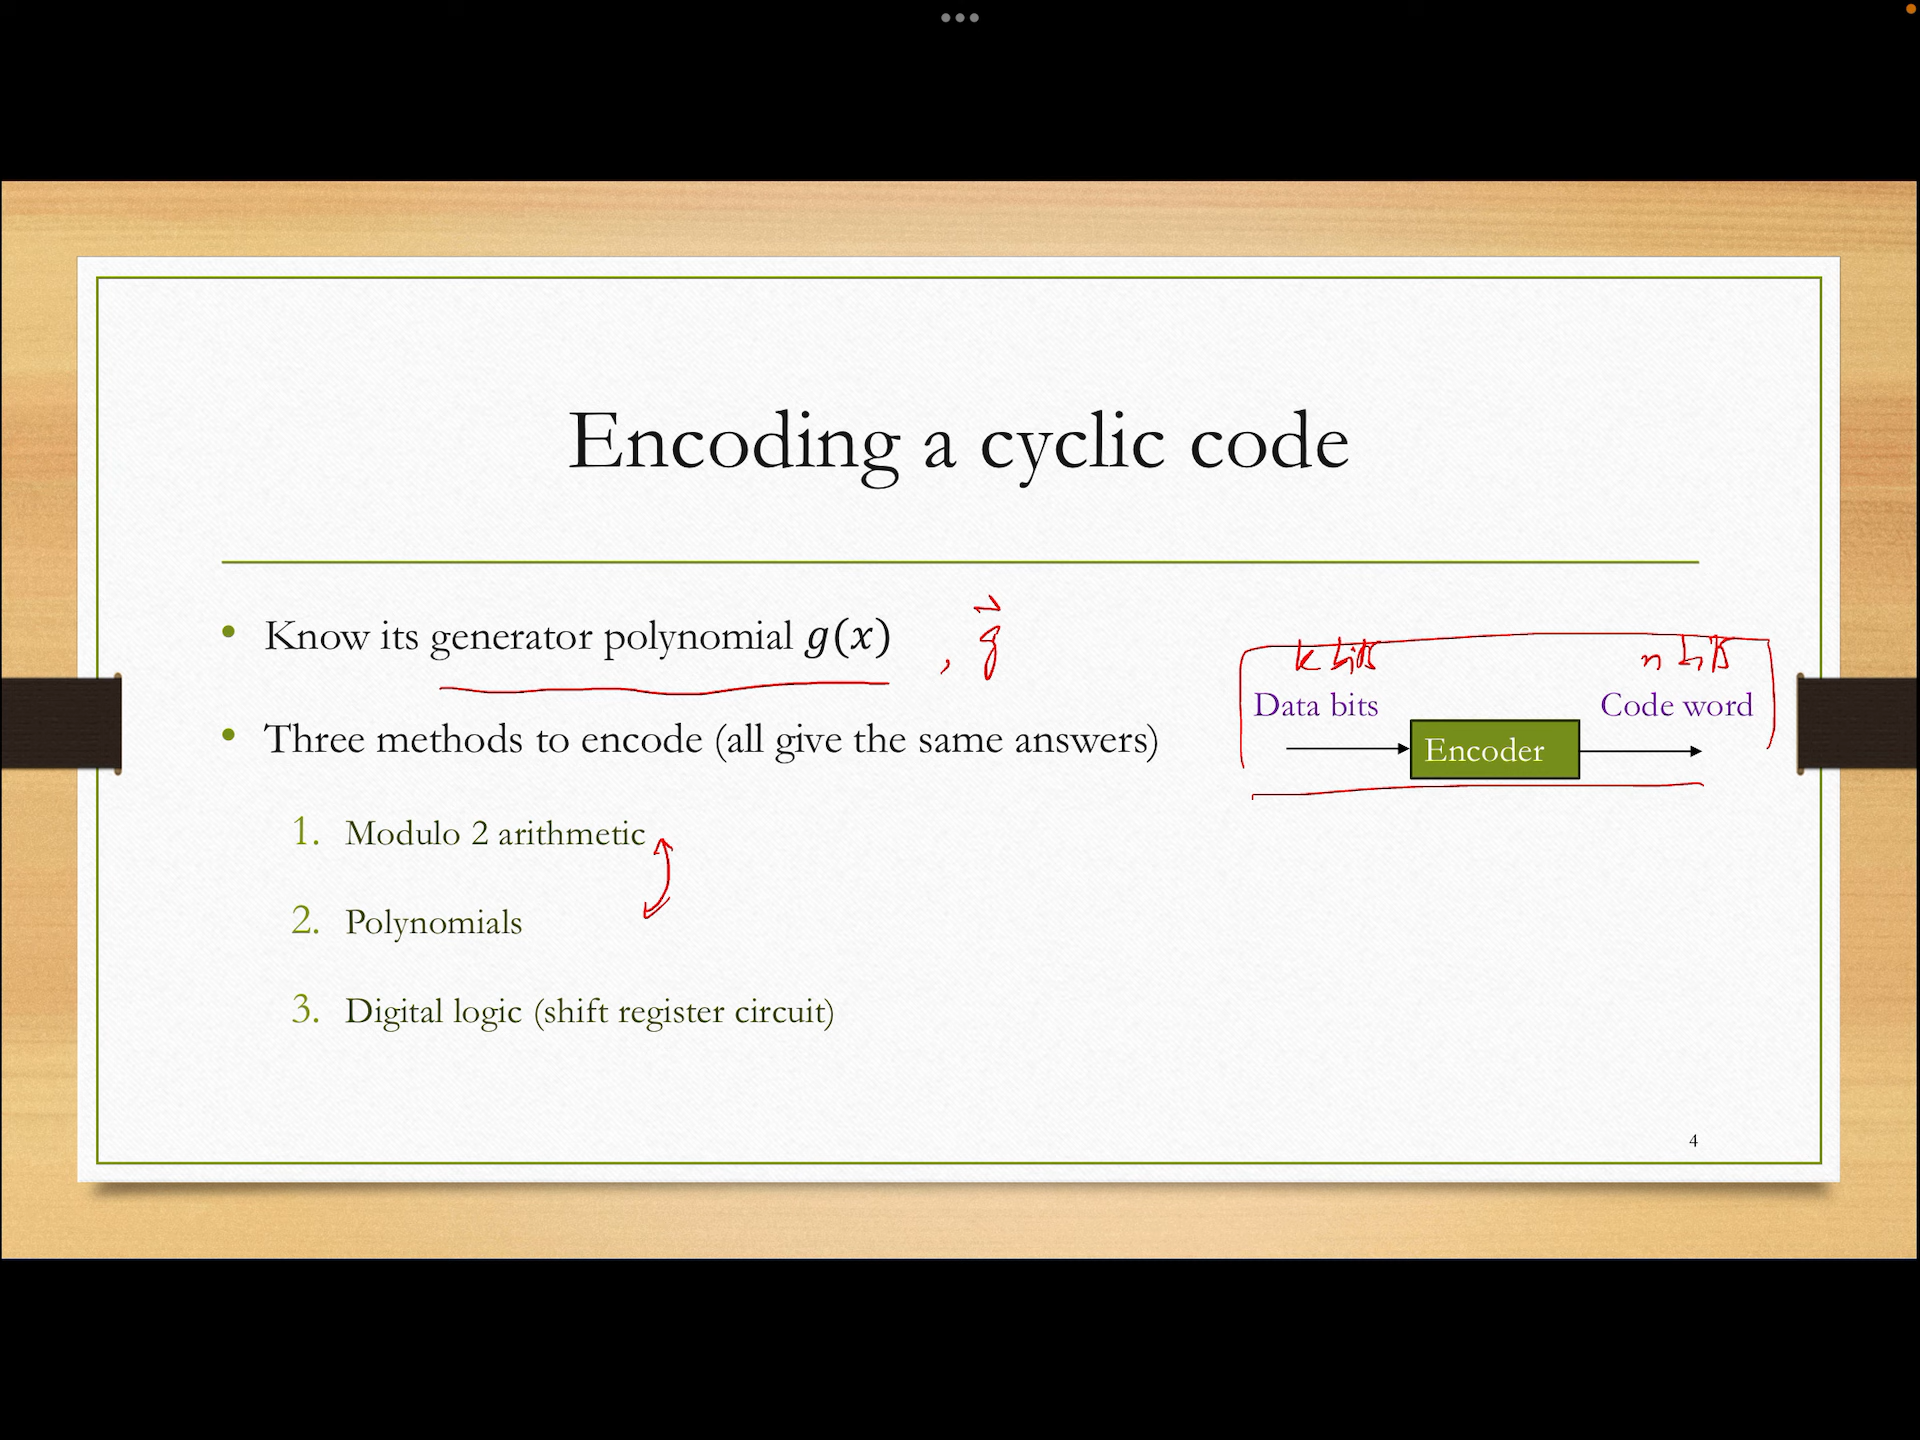 Encoding a cyclic code
• Know its generator polynomial g(x) , g⃗
• Three methods to encode (all give the same answers)
1. Modulo 2 arithmetic
2. Polynomials
3. Digital logic (shift register circuit)
k bits
n bits
Data bits
Code word
Encoder
4